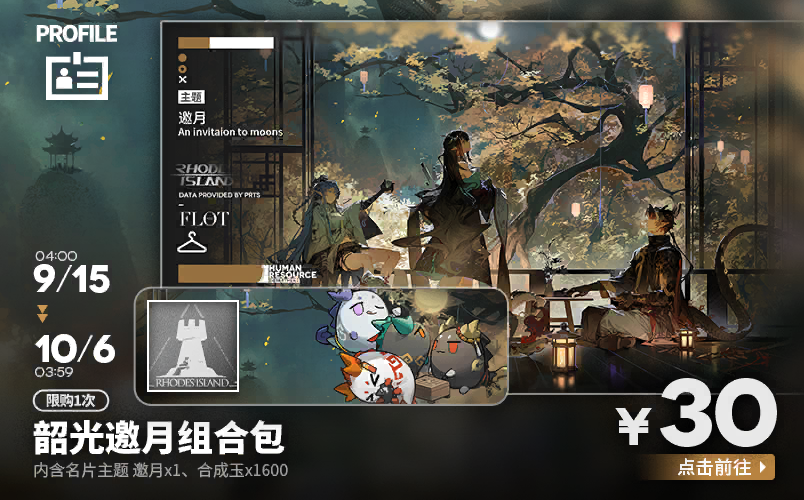 PROFILE
主题
邀月
An invitaion to moons
RHODES
ISLAND
DATA PROVIDED BY PRTS
FLOT
HUMAN
RESOURCE
04:00
9/15
10/6
03:59
RHODES ISLAND
限购1次
韶光邀月组合包
内含名片主题 邀月x1、合成玉x1600
¥30
点击前往